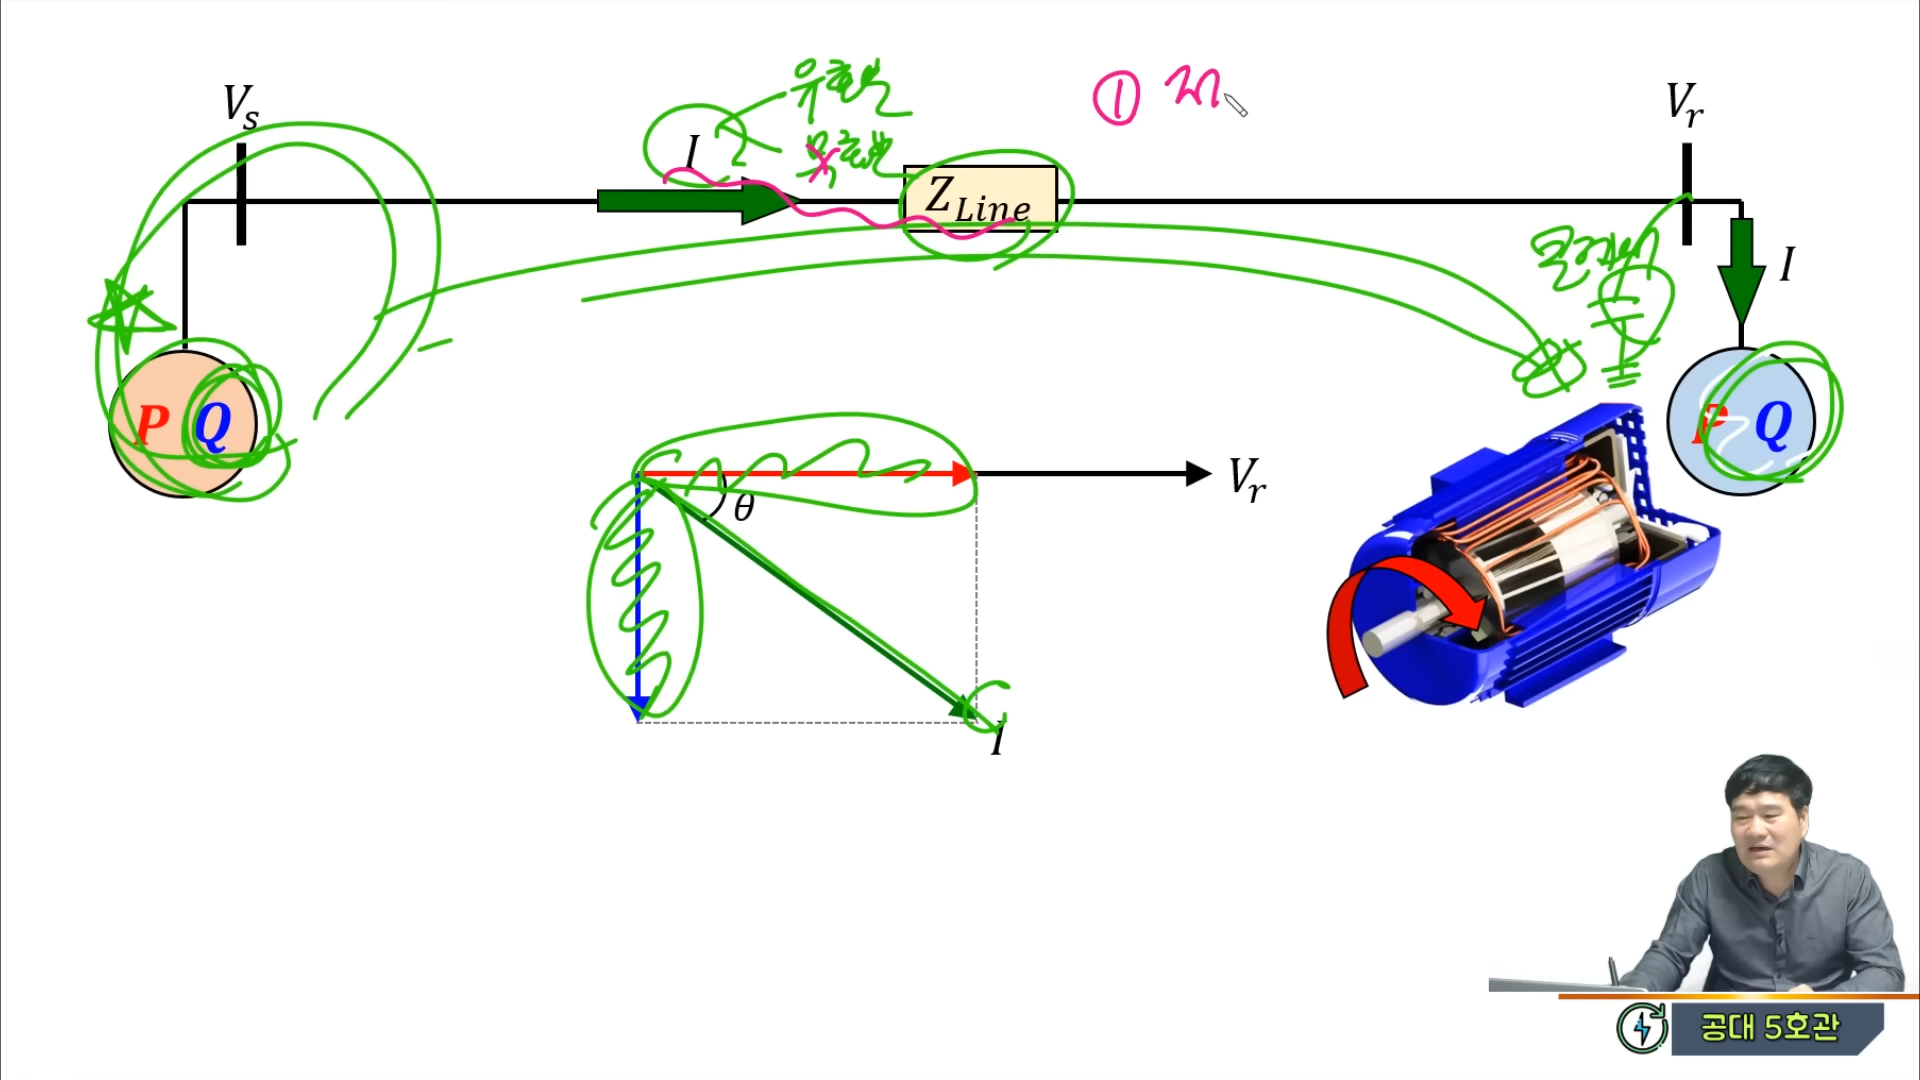 유효분
무효분
① 전
V_s
I
Z_Line
V_r
콘덴서
I
P Q
P Q
V_r
θ
I
공대 5호관